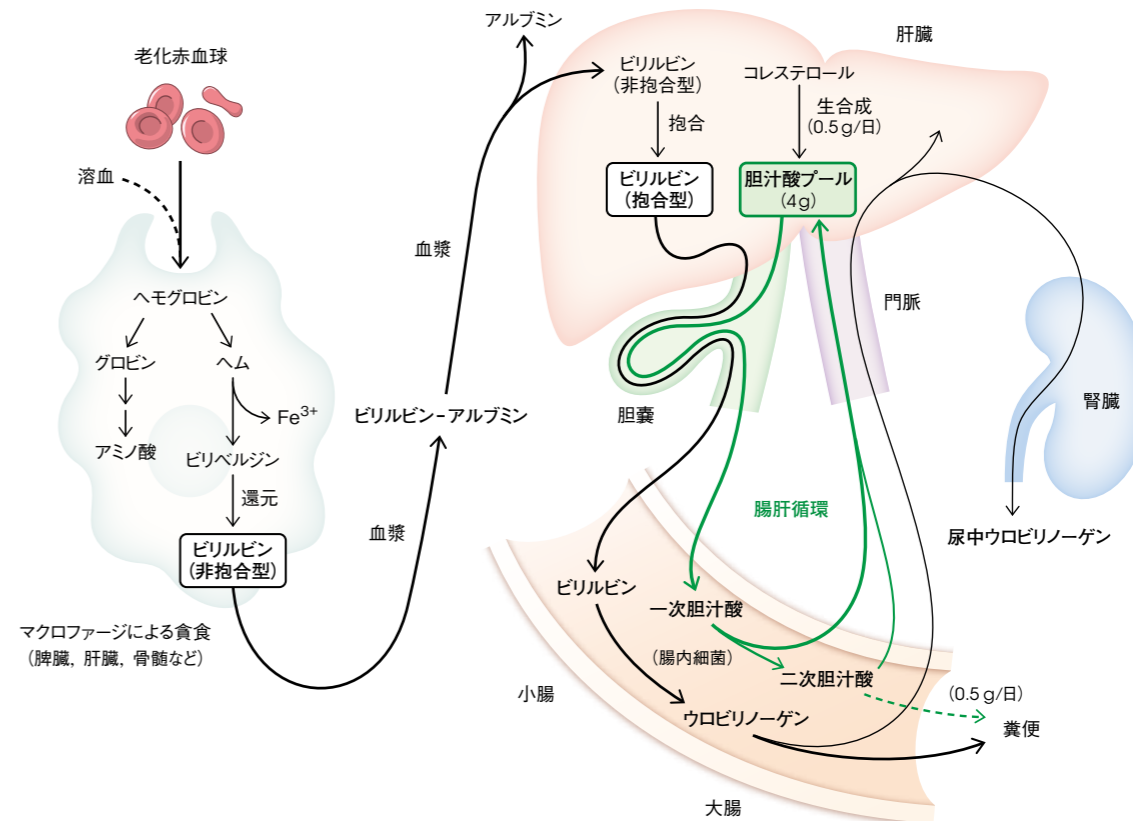 老化赤血球
溶血
ヘモグロビン
グロビン
ヘム
Fe3+
アミノ酸
ビリベルジン
還元
ビリルビン
(非抱合型)
マクロファージによる貪食
(脾臓, 肝臓, 骨髄など)
血漿
ビリルビン-アルブミン
血漿
アルブミン
肝臓
ビリルビン
(非抱合型)
抱合
ビリルビン
(抱合型)
コレステロール
生合成
(0.5g/日)
胆汁酸プール
(4g)
門脈
胆嚢
腎臓
尿中ウロビリノーゲン
腸肝循環
ビリルビン
一次胆汁酸
(腸内細菌)
二次胆汁酸
小腸
ウロビリノーゲン
(0.5g/日)
糞便
大腸